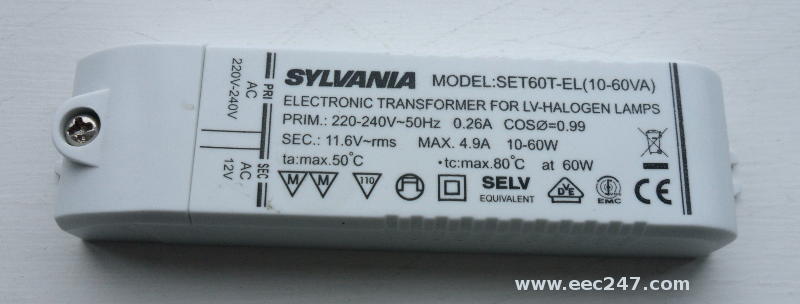 SYLVANIA MODEL:SET60T-EL(10-60VA)
ELECTRONIC TRANSFORMER FOR LV-HALOGEN LAMPS
PRIM.: 220-240V~50Hz 0.26A COSØ=0.99
SEC.: 11.6V~rms MAX. 4.9A 10-60W
ta:max.50°C •tc:max.80°C at 60W
M M 110 SELV EQUIVALENT DVE EMC CE
PRI
AC
220V-240V
SEC
AC
12V
www.eec247.com